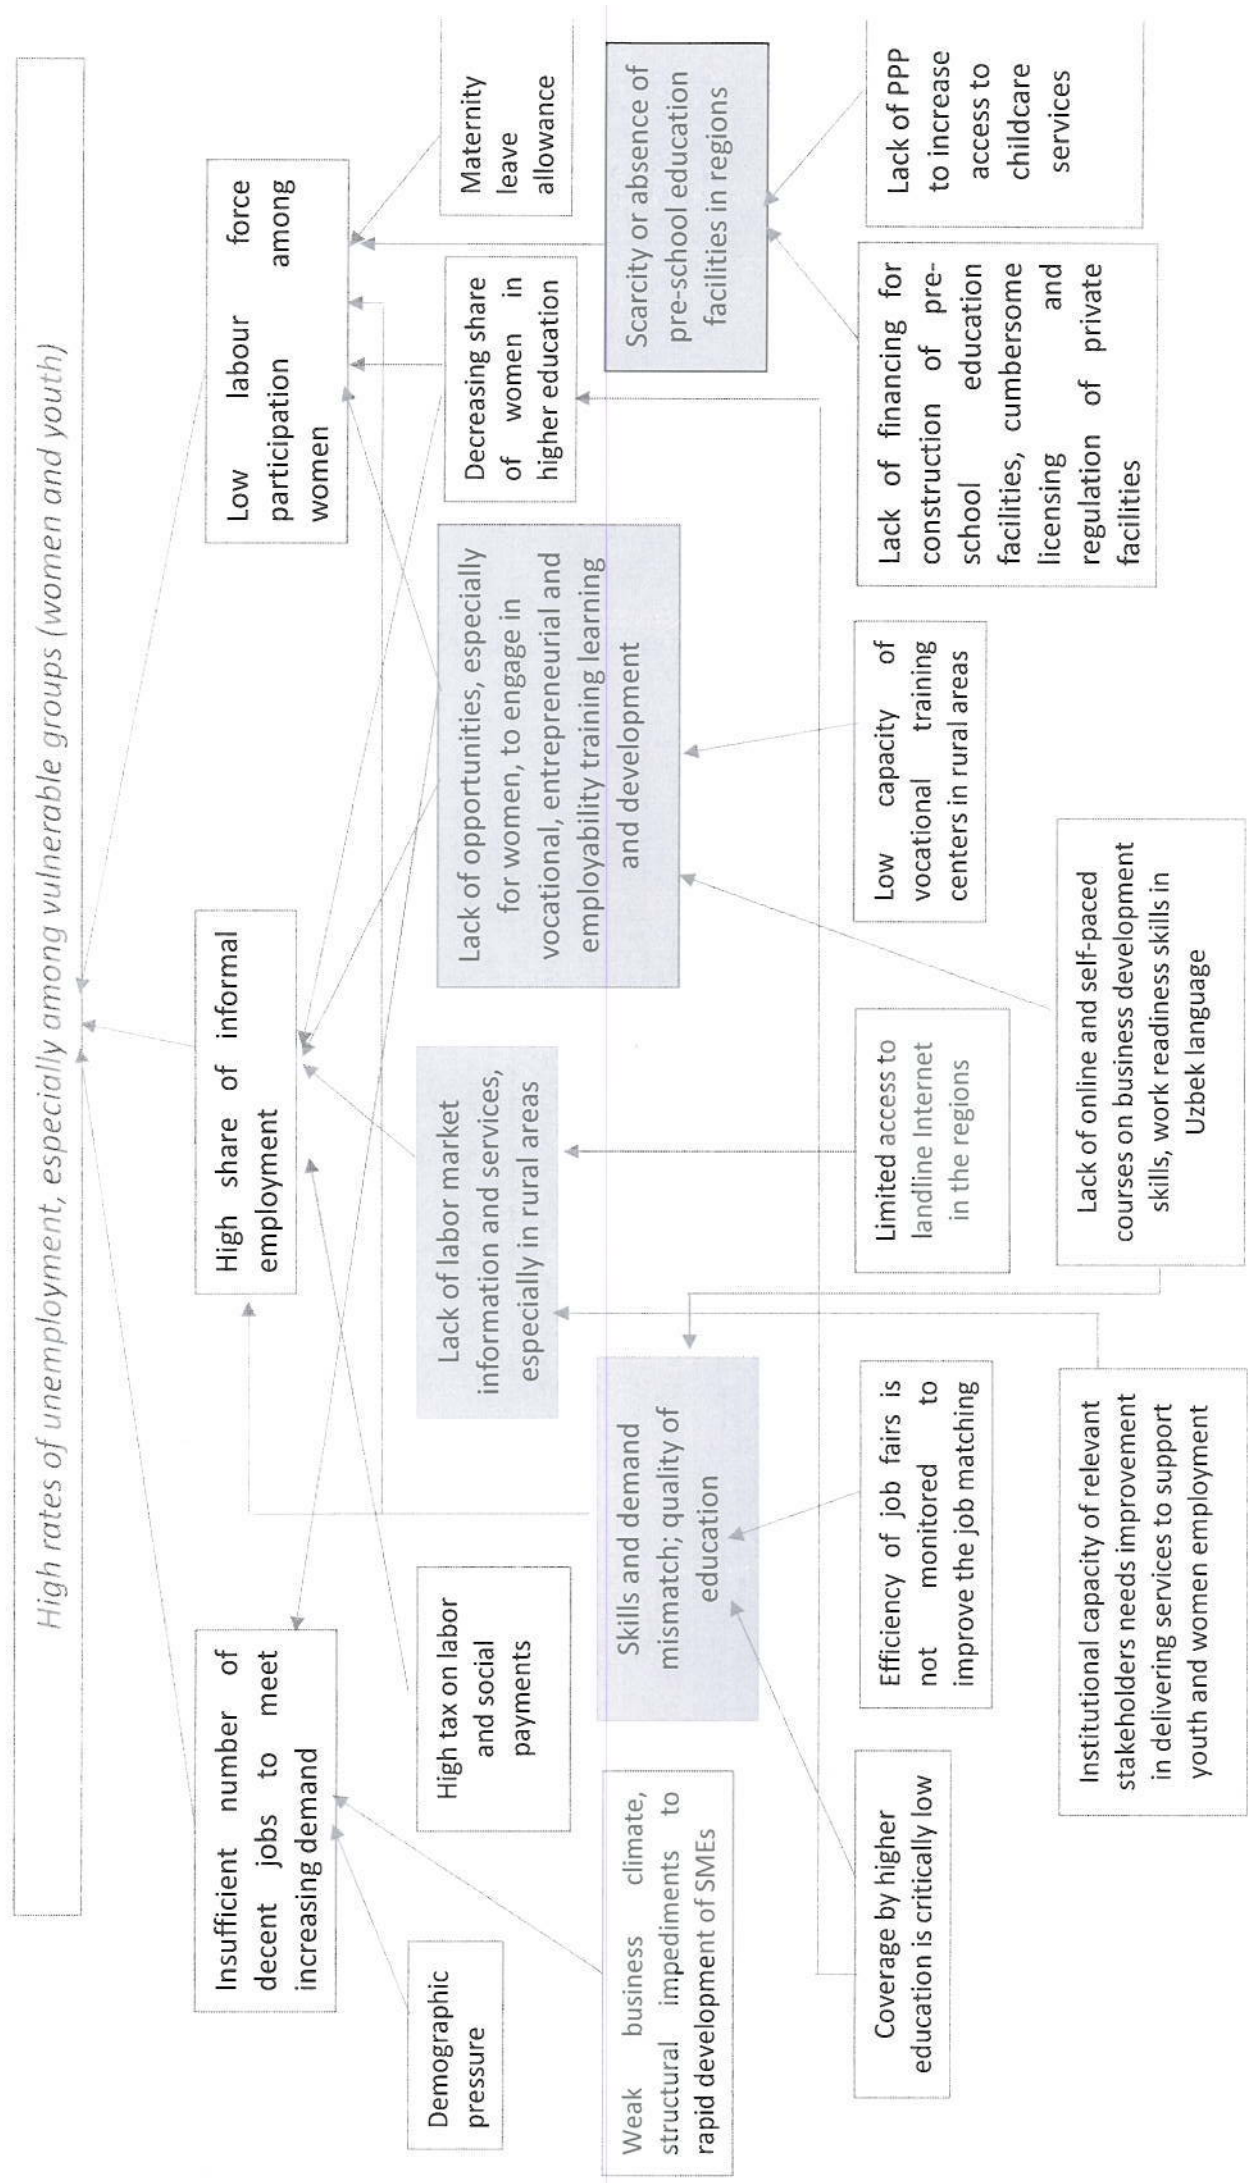 High rates of unemployment, especially among vulnerable groups (women and youth)
Insufficient number of
decent jobs to meet
increasing demand
High share of informal
employment
Low labour force
participation among
women
Demographic
pressure
High tax on labor
and social
payments
Lack of labor market
information and services,
especially in rural areas
Lack of opportunities, especially
for women, to engage in
vocational, entrepreneurial and
employability training learning
and development
Decreasing share
of women in
higher education
Maternity
leave
allowance
Weak business climate,
structural impediments to
rapid development of SMEs
Skills and demand
mismatch; quality of
education
Scarcity or absence of
pre-school education
facilities in regions
Coverage by higher
education is critically low
Efficiency of job fairs is
not monitored to
improve the job matching
Limited access to
landline Internet
in the regions
Low capacity of
vocational training
centers in rural areas
Lack of financing for
construction of pre-
school education
facilities, cumbersome
licensing and
regulation of private
facilities
Lack of PPP
to increase
access to
childcare
services
Institutional capacity of relevant
stakeholders needs improvement
in delivering services to support
youth and women employment
Lack of online and self-paced
courses on business development
skills, work readiness skills in
Uzbek language